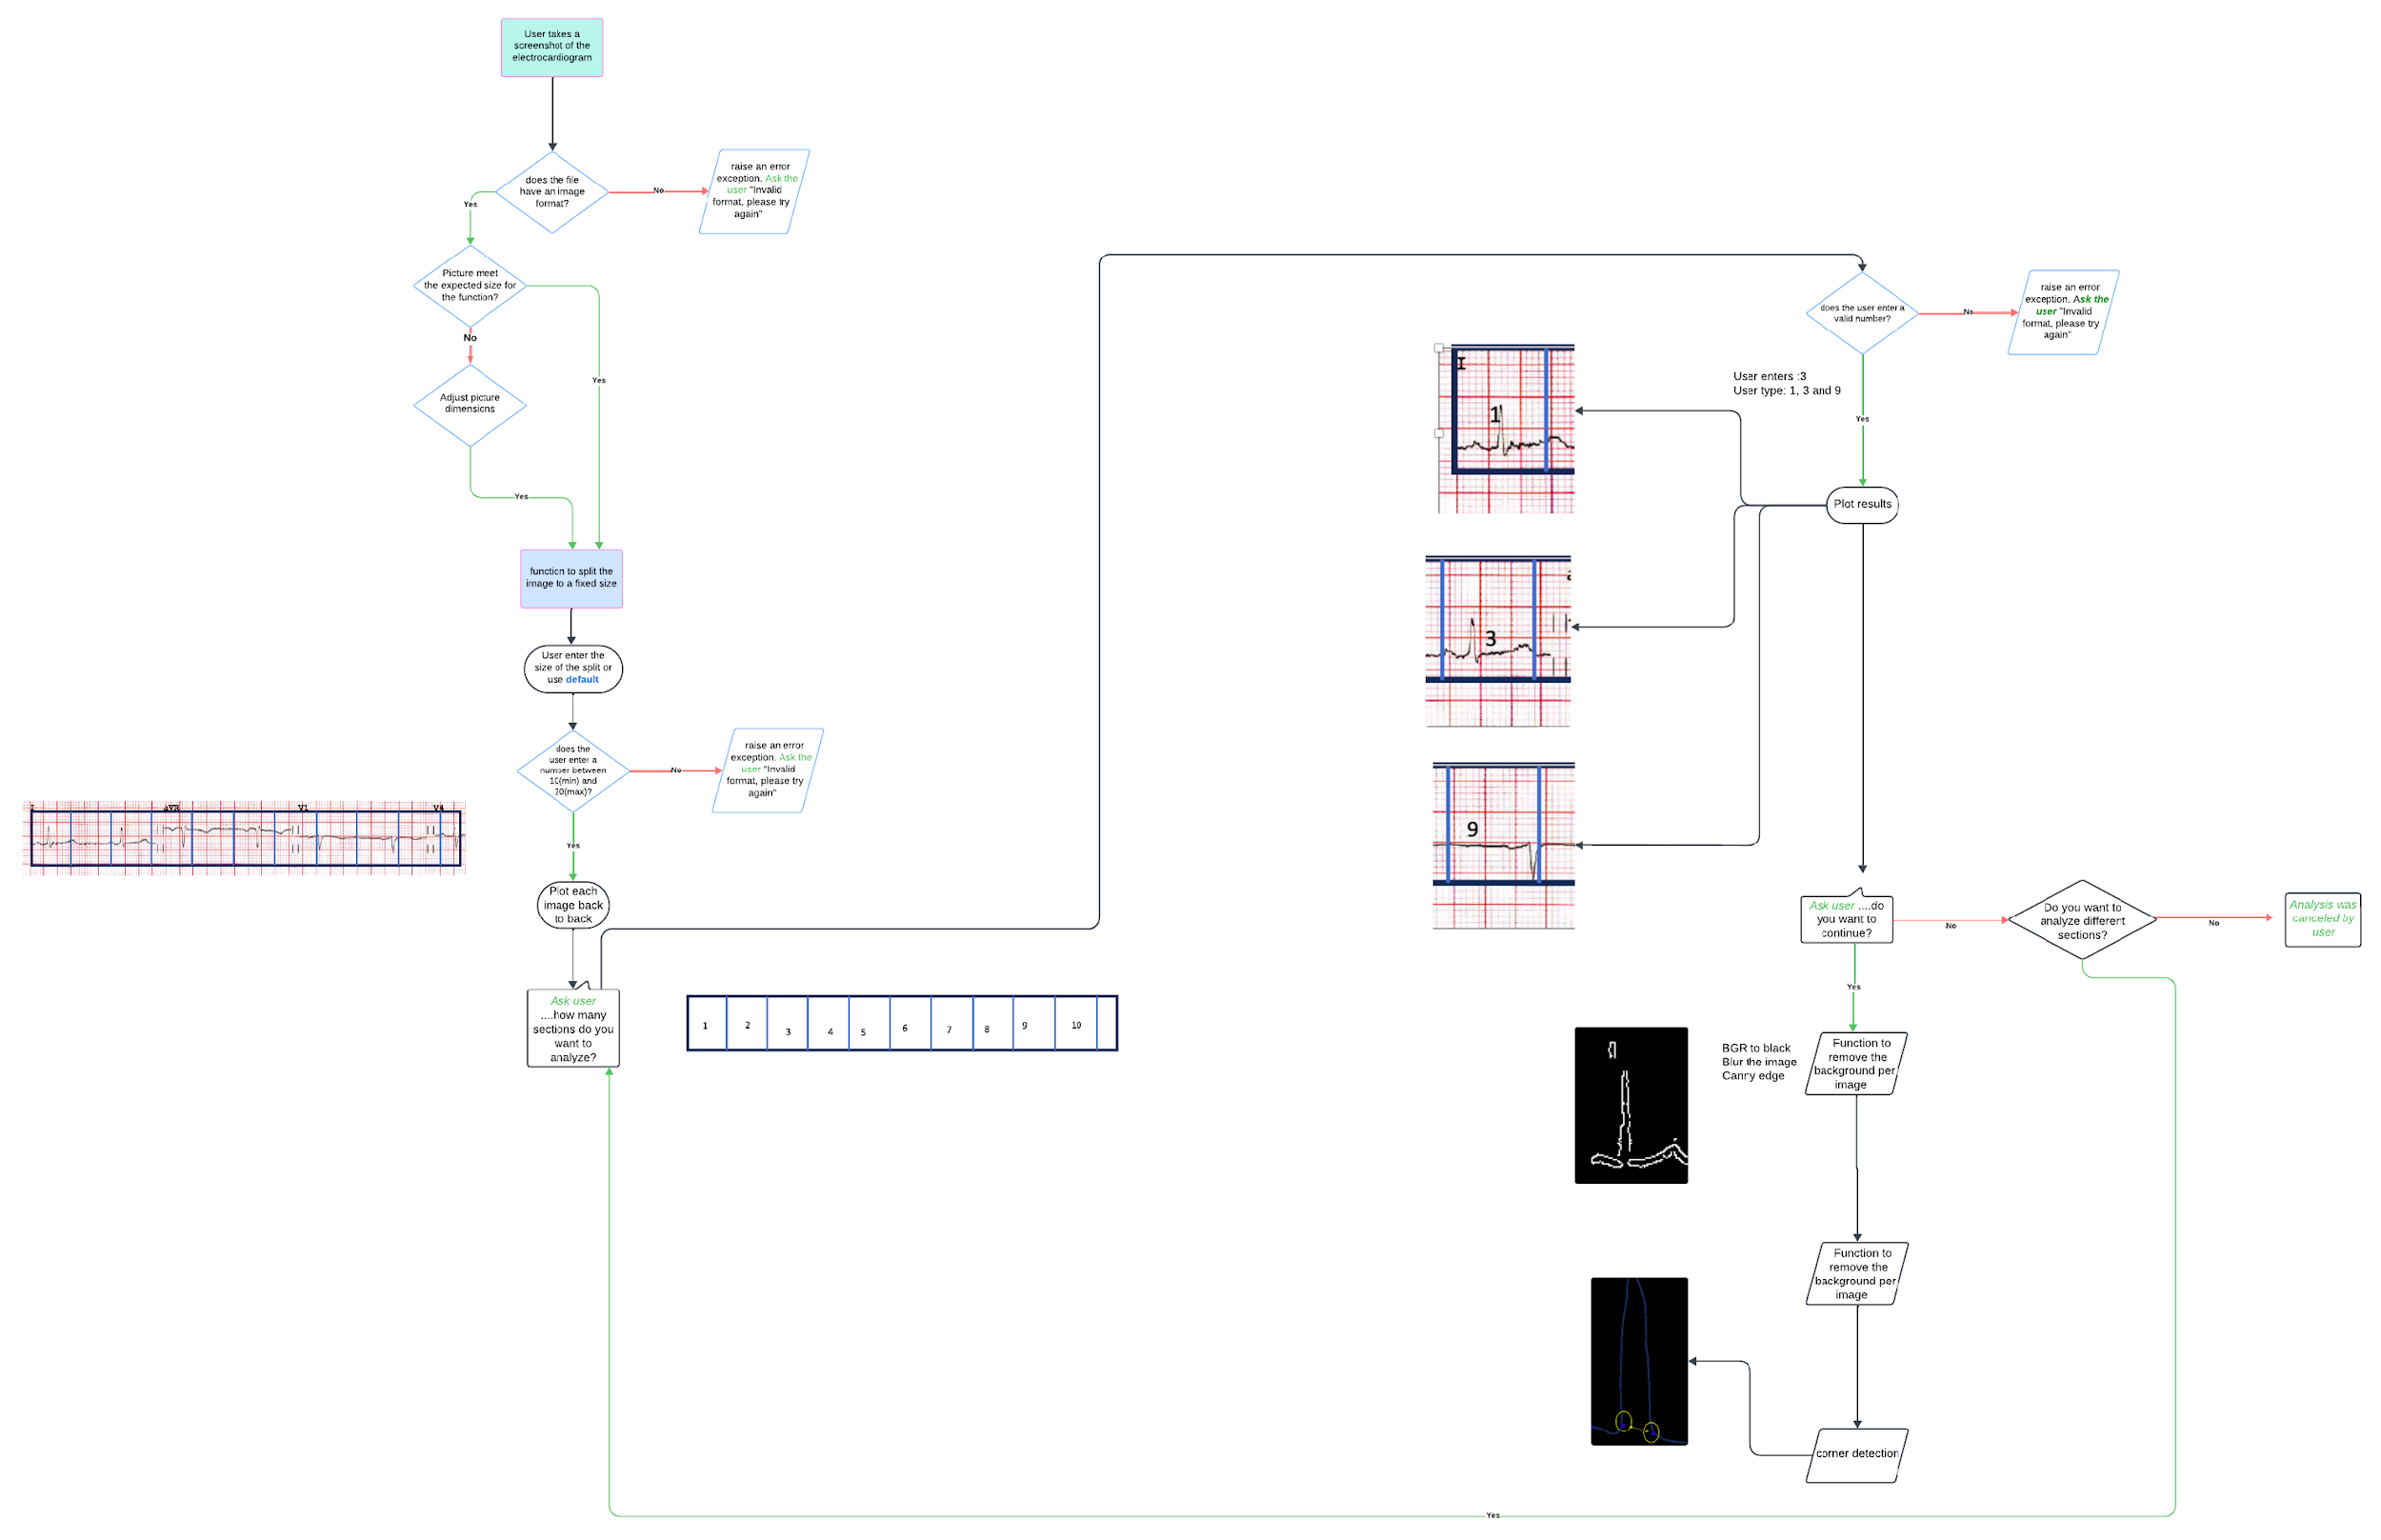 User takes a
screenshot of the
electrocardiogram
does the file
have an image
format?
No
raise an error
exception. Ask the
user "Invalid
format, please try
again"
Yes
Picture meet
the expected size for
the function?
No
Yes
Adjust picture
dimensions
Yes
function to split the
image to a fixed size
User enter the
size of the split or
use default
does the
user enter a
number between
10(min) and
20(max)?
No
raise an error
exception. Ask the
user "Invalid
format, please try
again"
Yes
I
aVR
V1
V4
Plot each
image back
to back
Ask user
....how many
sections do you
want to
analyze?
1 2 3 4 5 6 7 8 9 10
does the user enter a
valid number?
No
raise an error
exception. Ask the
user "Invalid
format, please try
again"
User enters :3
User type: 1, 3 and 9
Yes
Plot results
I
1
3
9
Ask user ....do
you want to
continue?
No
Do you want to
analyze different
sections?
No
Analysis was
canceled by
user
Yes
BGR to black
Blur the image
Canny edge
Function to
remove the
background per
image
Function to
remove the
background per
image
corner detection
Yes